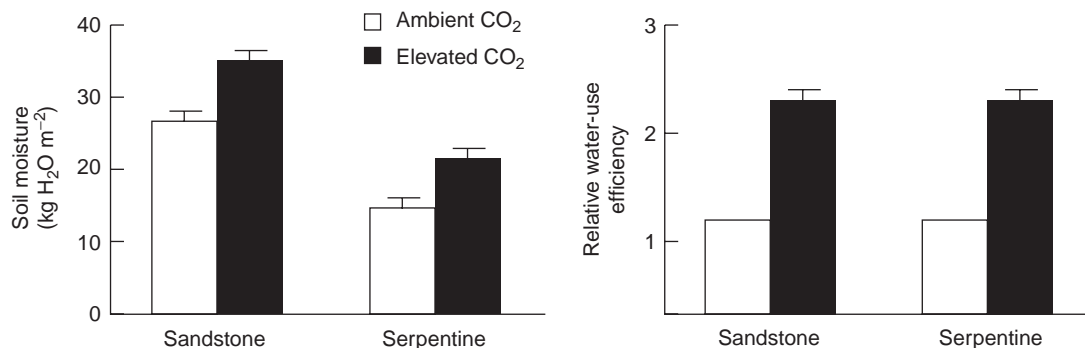 40
30
20
10
0
Soil moisture
(kg H₂O m⁻²)
Ambient CO₂
Elevated CO₂
Sandstone
Serpentine
3
2
1
Relative water-use
efficiency
Sandstone
Serpentine